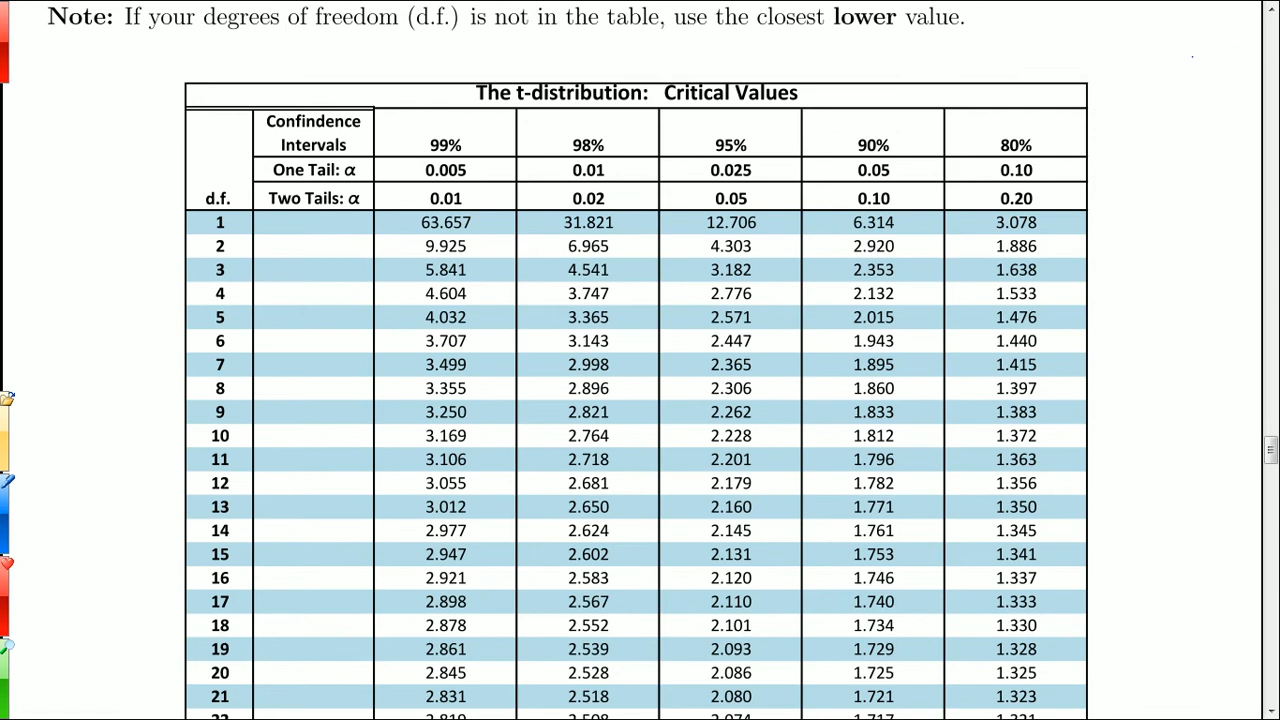 Note: If your degrees of freedom (d.f.) is not in the table, use the closest lower value.
The t-distribution: Critical Values
Confindence
Intervals 99% 98% 95% 90% 80%
One Tail: α 0.005 0.01 0.025 0.05 0.10
d.f. Two Tails: α 0.01 0.02 0.05 0.10 0.20
1 63.657 31.821 12.706 6.314 3.078
2 9.925 6.965 4.303 2.920 1.886
3 5.841 4.541 3.182 2.353 1.638
4 4.604 3.747 2.776 2.132 1.533
5 4.032 3.365 2.571 2.015 1.476
6 3.707 3.143 2.447 1.943 1.440
7 3.499 2.998 2.365 1.895 1.415
8 3.355 2.896 2.306 1.860 1.397
9 3.250 2.821 2.262 1.833 1.383
10 3.169 2.764 2.228 1.812 1.372
11 3.106 2.718 2.201 1.796 1.363
12 3.055 2.681 2.179 1.782 1.356
13 3.012 2.650 2.160 1.771 1.350
14 2.977 2.624 2.145 1.761 1.345
15 2.947 2.602 2.131 1.753 1.341
16 2.921 2.583 2.120 1.746 1.337
17 2.898 2.567 2.110 1.740 1.333
18 2.878 2.552 2.101 1.734 1.330
19 2.861 2.539 2.093 1.729 1.328
20 2.845 2.528 2.086 1.725 1.325
21 2.831 2.518 2.080 1.721 1.323